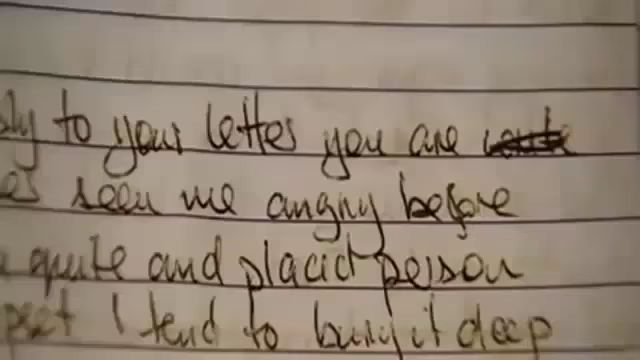 to your letter you are
seen me angry before
quite and placid person
I tend to bury it deep